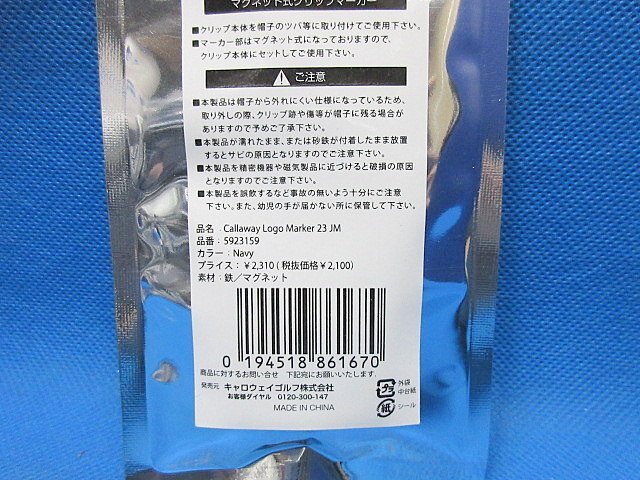 マグネット式クリップマーカー
■クリップ本体を帽子のツバ等に取り付けてご使用下さい。
■マーカー部はマグネット式になっておりますので、
クリップ本体にセットしてご使用下さい。
ご注意
■本製品は帽子から外れにくい仕様になっているため、
取り外しの際、クリップ跡や傷等が帽子に残る場合が
ありますので予めご了承下さい。
■本製品が濡れたまま、または砂鉄が付着したまま放置
するとサビの原因となりますのでご注意下さい。
■本製品を精密機器や磁気製品に近づけると破損の原因
となりますのでご注意下さい。
■本製品を誤飲するなど事故の無いよう十分にご注意
下さい。また、幼児の手が届かない所に保管して下さい。
品名：Callaway Logo Marker 23 JM
品番：5923159
カラー：Navy
プライス：￥2,310 ( 税抜価格￥2,100)
素材：鉄／マグネット
0 194518 861670
商品に対するお問い合せ 下記宛にお願いいたします。
発売元 キャロウェイゴルフ株式会社
お客様ダイヤル 0120-300-147
MADE IN CHINA
プラ 外袋
中台紙
紙 シール